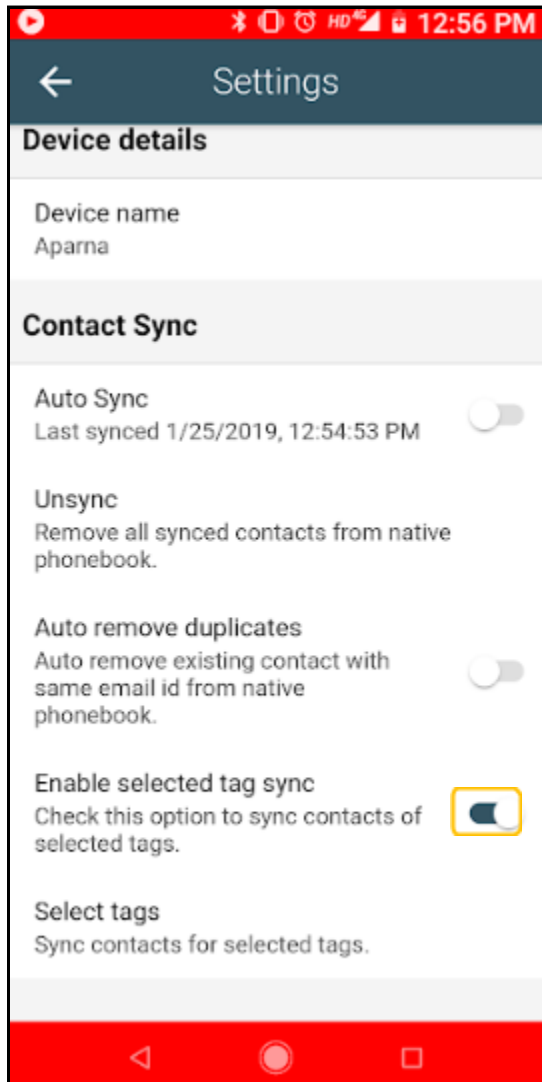 HD 4G 12:56 PM
Settings
Device details
Device name
Aparna
Contact Sync
Auto Sync
Last synced 1/25/2019, 12:54:53 PM
Unsync
Remove all synced contacts from native
phonebook.
Auto remove duplicates
Auto remove existing contact with
same email id from native
phonebook.
Enable selected tag sync
Check this option to sync contacts of
selected tags.
Select tags
Sync contacts for selected tags.